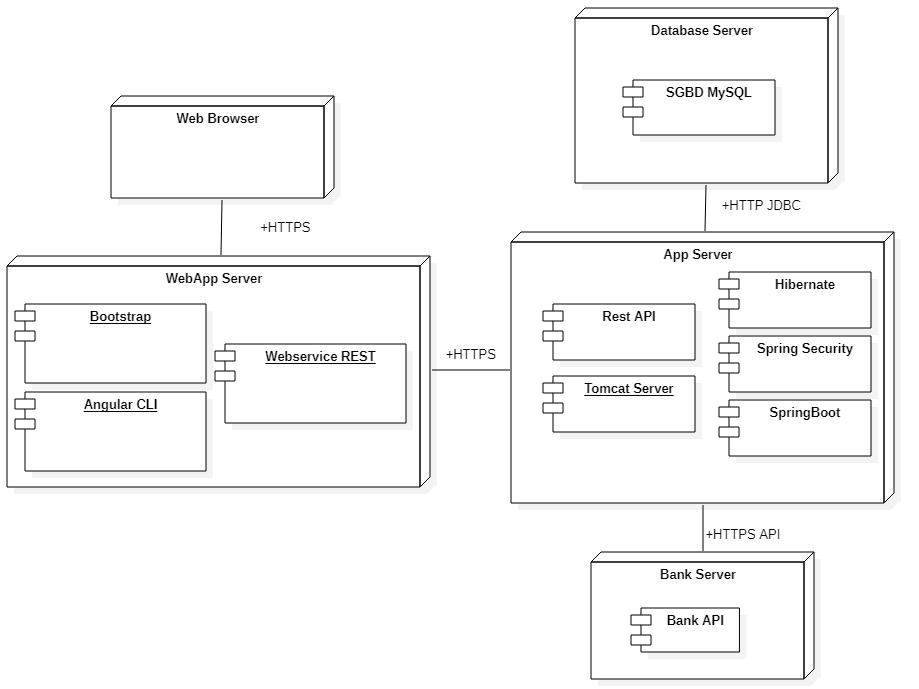 Database Server
SGBD MySQL
Web Browser
+HTTPS
+HTTP JDBC
WebApp Server
Bootstrap
Webservice REST
Angular CLI
+HTTPS
App Server
Hibernate
Rest API
Spring Security
Tomcat Server
SpringBoot
+HTTPS API
Bank Server
Bank API